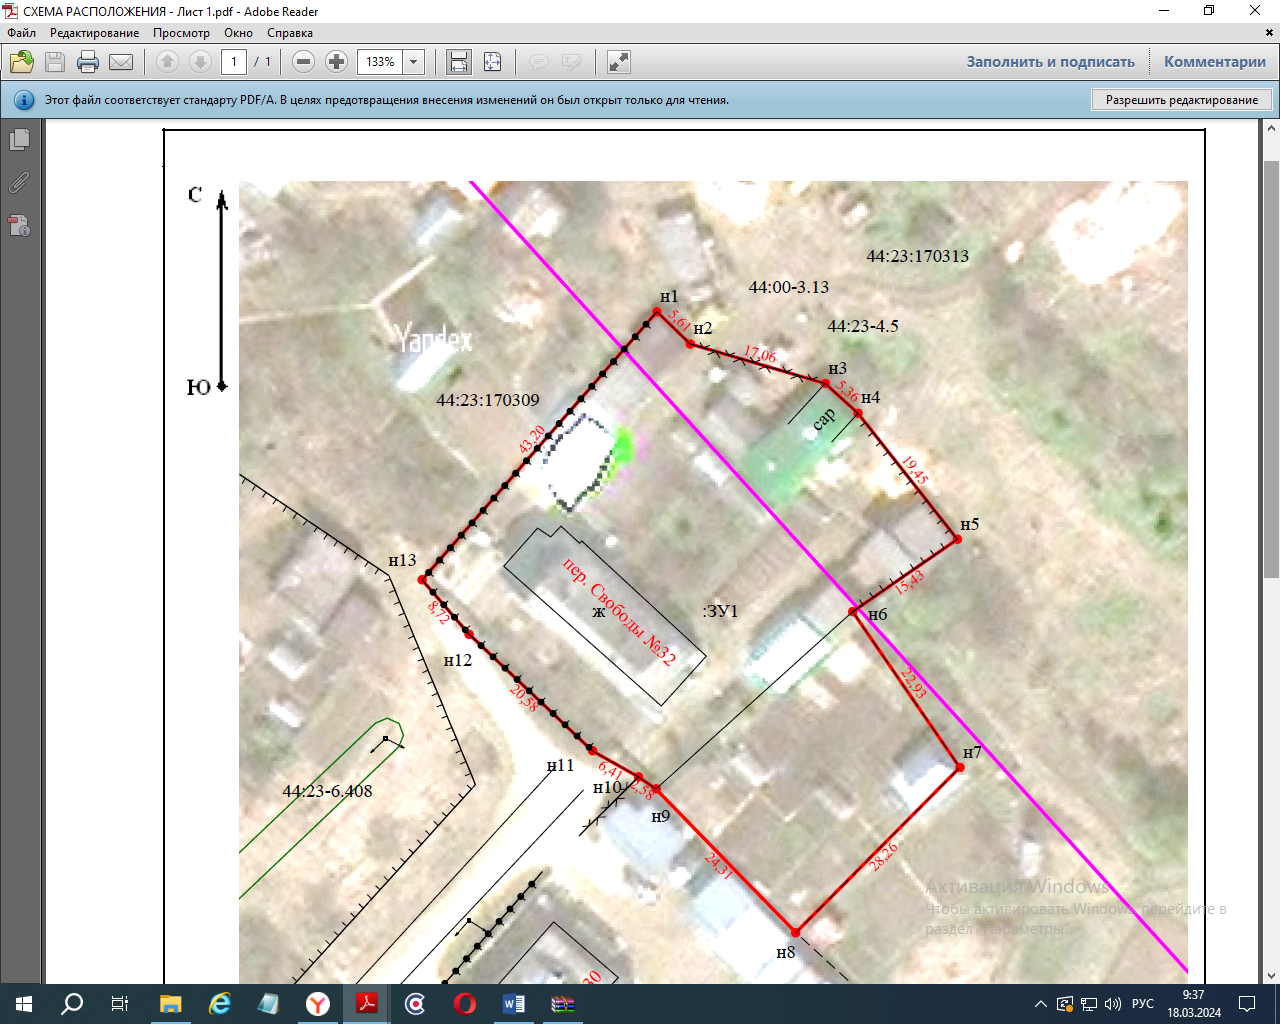 СХЕМА РАСПОЛОЖЕНИЯ - Лист 1.pdf - Adobe Reader
Файл Редактирование Просмотр Окно Справка
1 / 1 133% Заполнить и подписать Комментарии
Этот файл соответствует стандарту PDF/A. В целях предотвращения внесения изменений он был открыт только для чтения. Разрешить редактирование
С
Ю
44:23:170313
44:00-3.13
44:23-4.5
н1
5,61
н2
17,06
н3
5,36
н4
Yandex
44:23:170309
43,20
сар
19,45
н5
н13
15,43
пер. Свободы №32
ж
:ЗУ1
н6
8,72
н12
20,58
22,93
н7
н11
6,41
н10
2,58
44:23-6.408
н9
24,31
28,26
н8
30
Активация Windows
Чтобы активировать Windows, перейдите в
раздел "Параметры".
РУС
9:37
18.03.2024